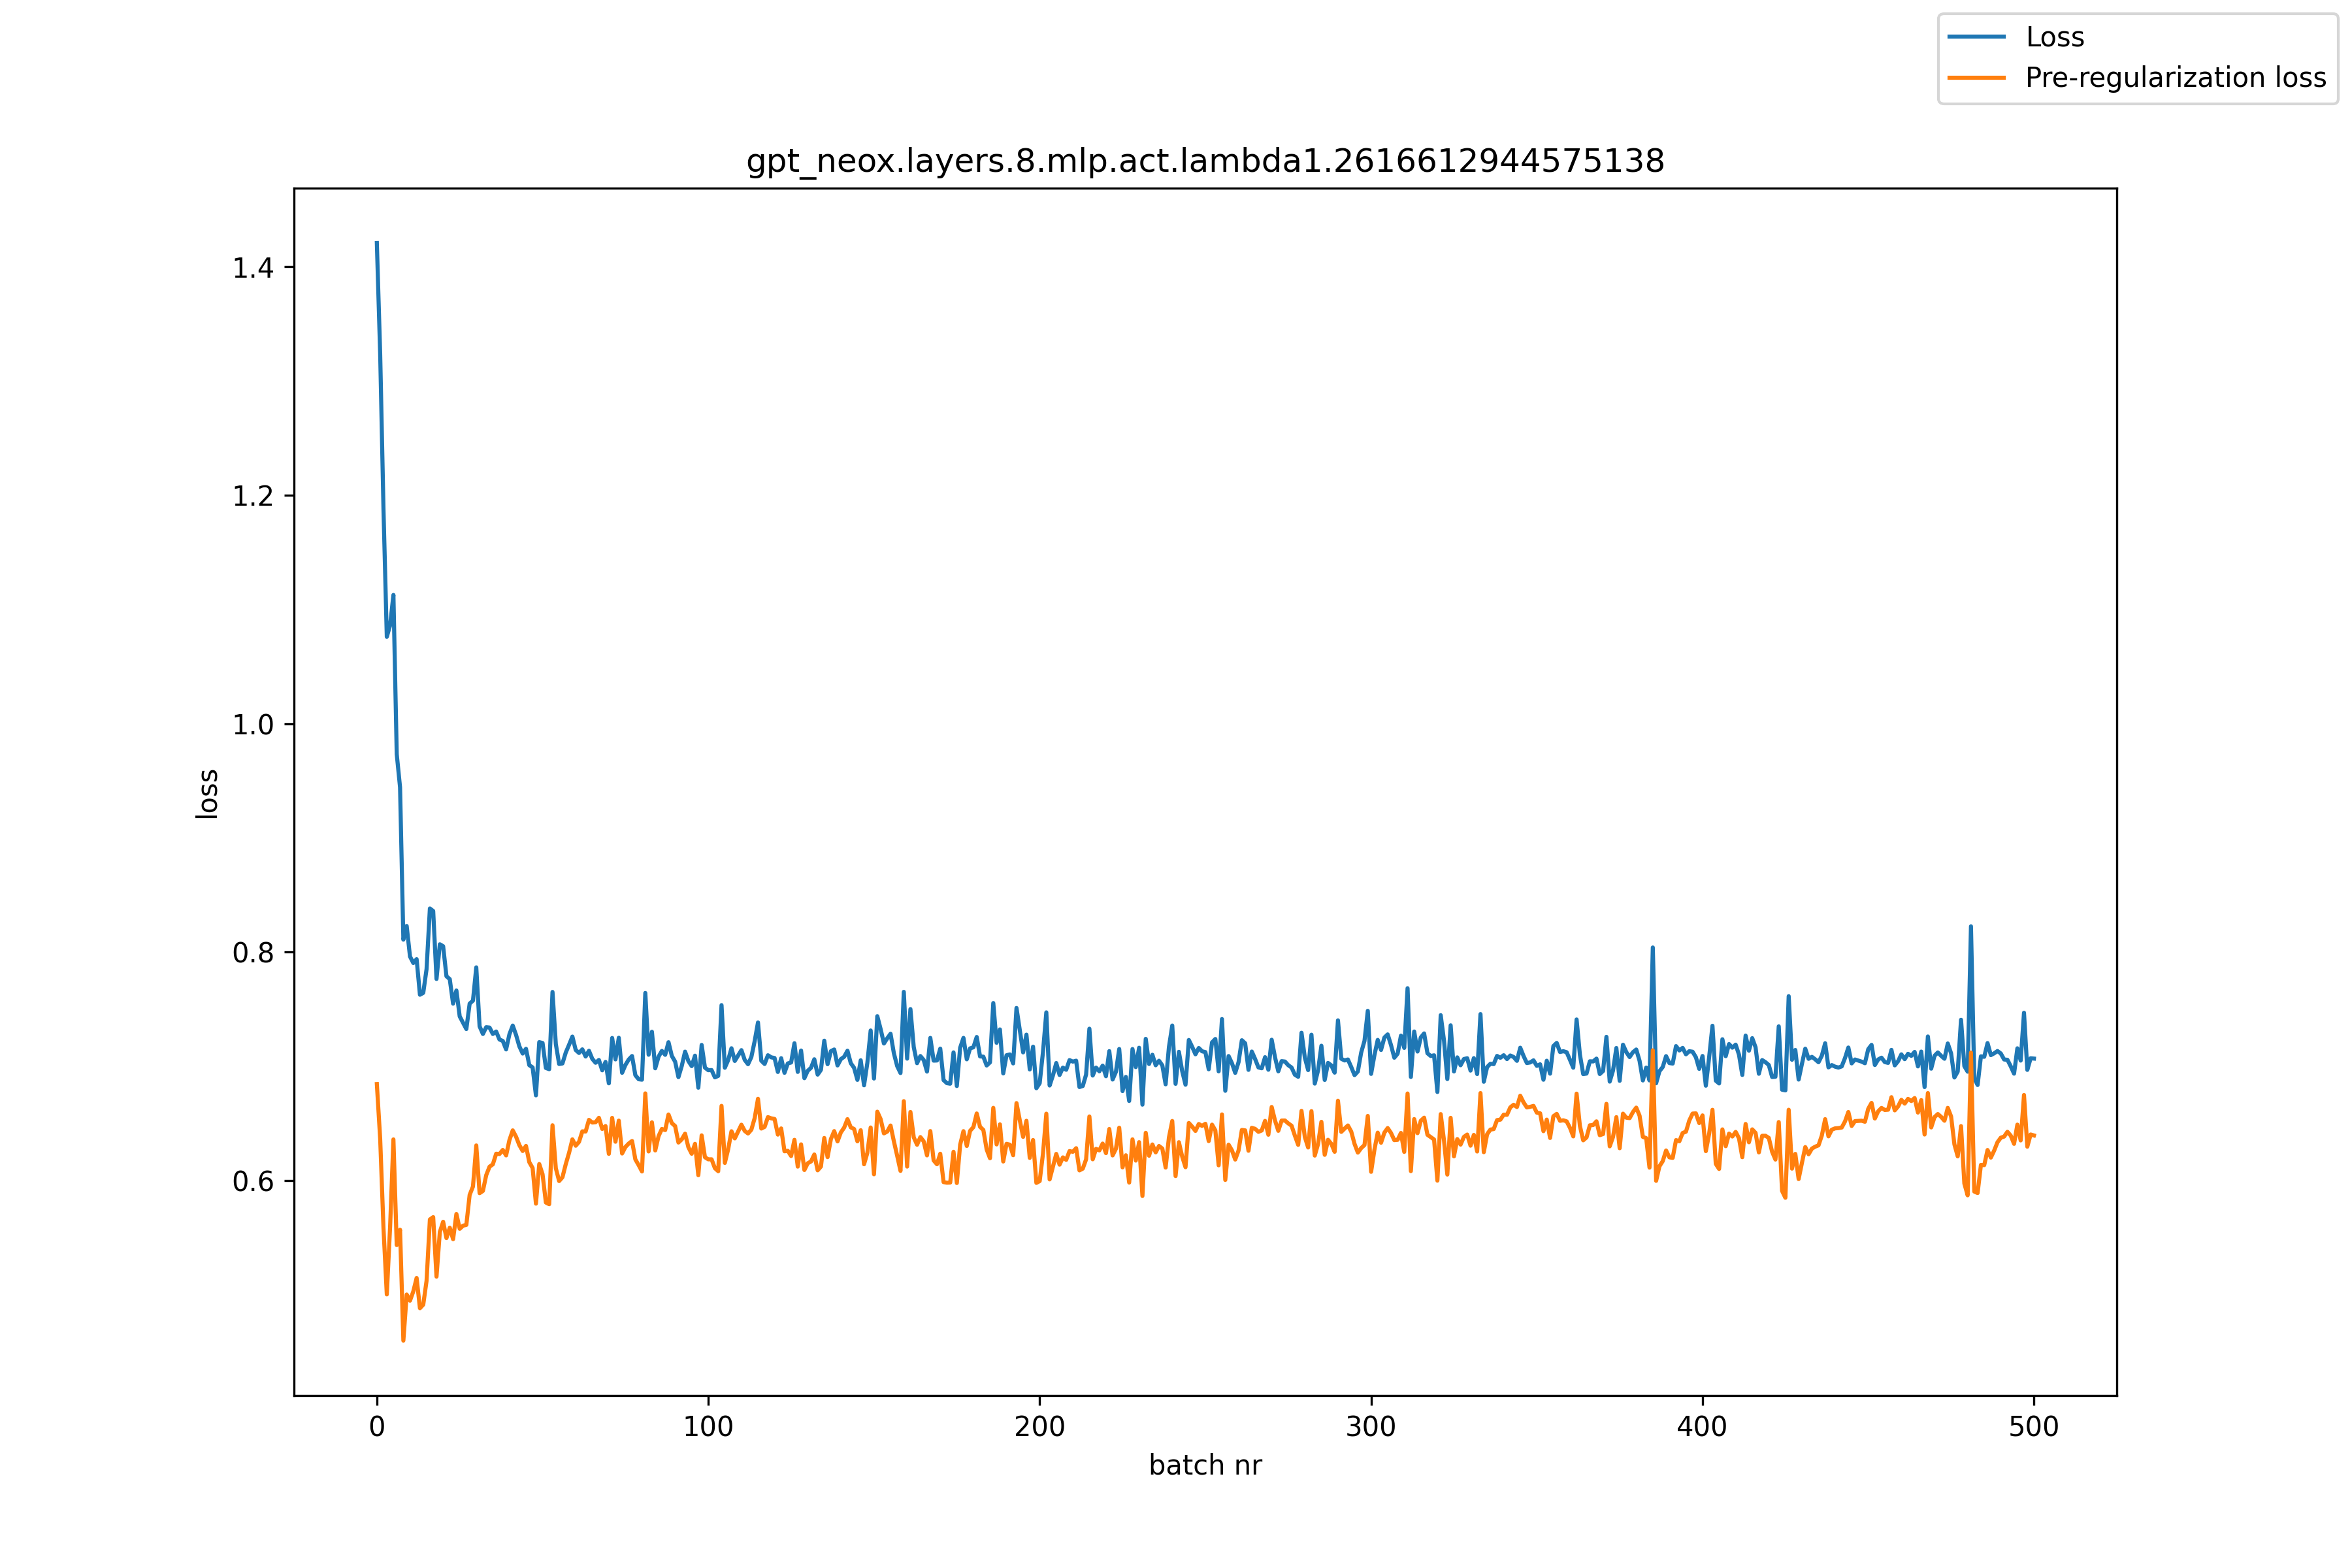 Loss
Pre-regularization loss
gpt_neox.layers.8.mlp.act.lambda1.2616612944575138
1.4
1.2
1.0
0.8
0.6
loss
0 100 200 300 400 500
batch nr